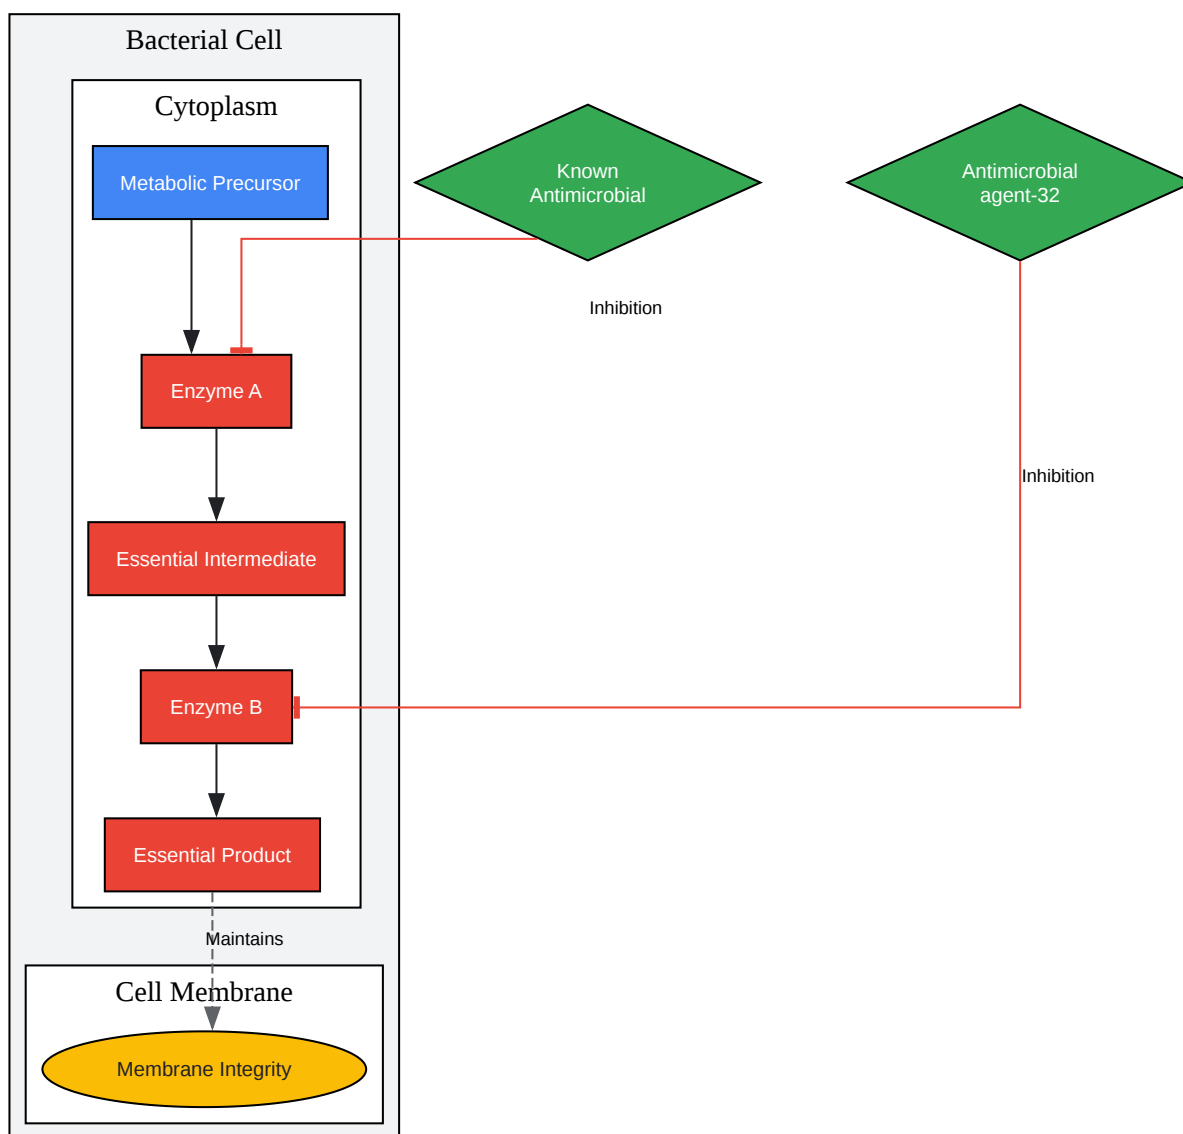 Bacterial Cell
Cytoplasm
Metabolic Precursor
Known
Antimicrobial
Antimicrobial
agent-32
Inhibition
Enzyme A
Inhibition
Essential Intermediate
Enzyme B
Essential Product
Maintains
Cell Membrane
Membrane Integrity